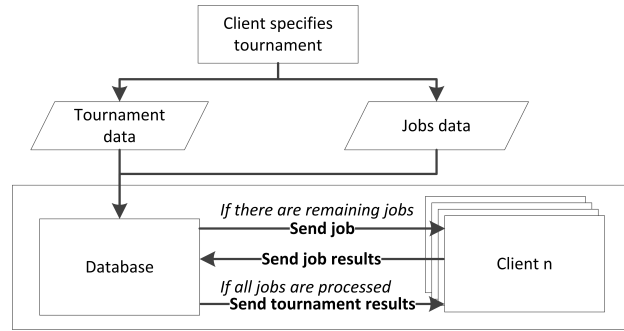 Client specifies
tournament
Tournament
data
Jobs data
If there are remaining jobs
Send job
Database
Send job results
Client n
If all jobs are processed
Send tournament results